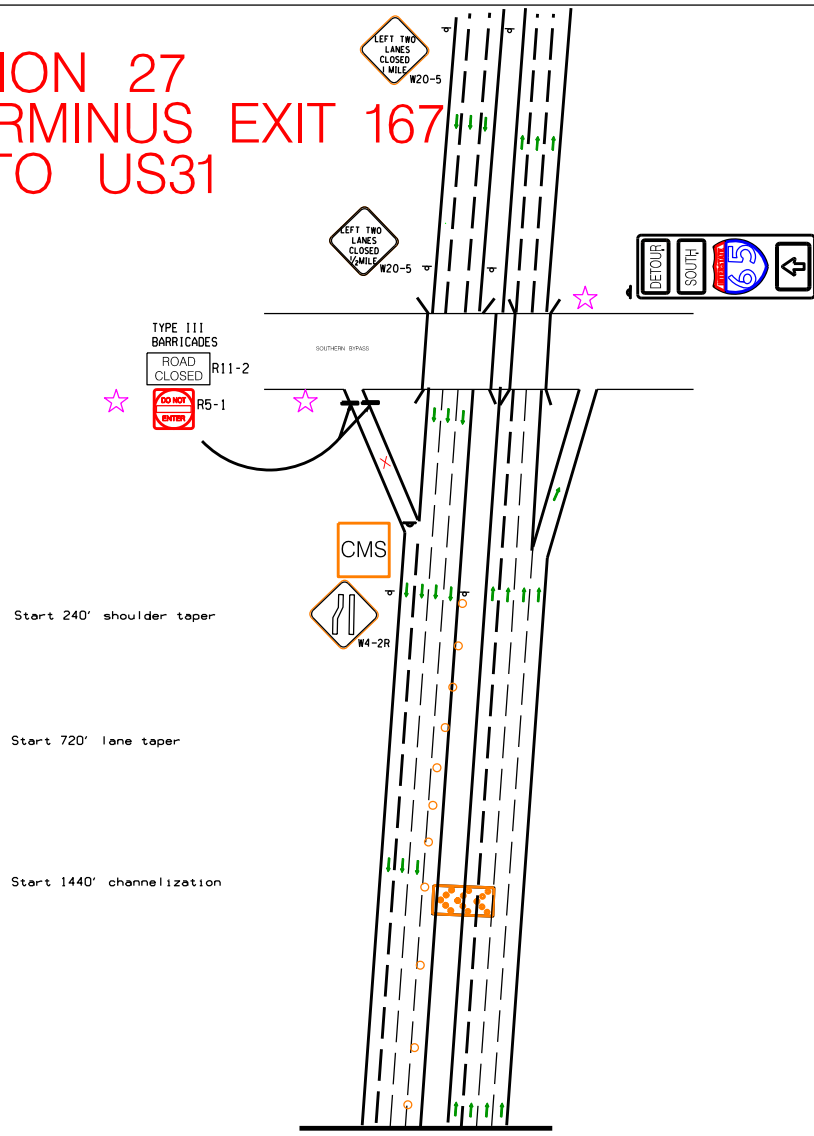 ION 27
RMINUS EXIT 167
TO US31
LEFT TWO
LANES
CLOSED
1 MILE
W20-5
LEFT TWO
LANES
CLOSED
½MILE
W20-5
DETOUR
SOUTH
INTERSTATE
65
TYPE III
BARRICADES
ROAD
CLOSED
R11-2
DO NOT
ENTER
R5-1
SOUTHERN BYPASS
X
CMS
W4-2R
Start 240' shoulder taper
Start 720' lane taper
Start 1440' channelization